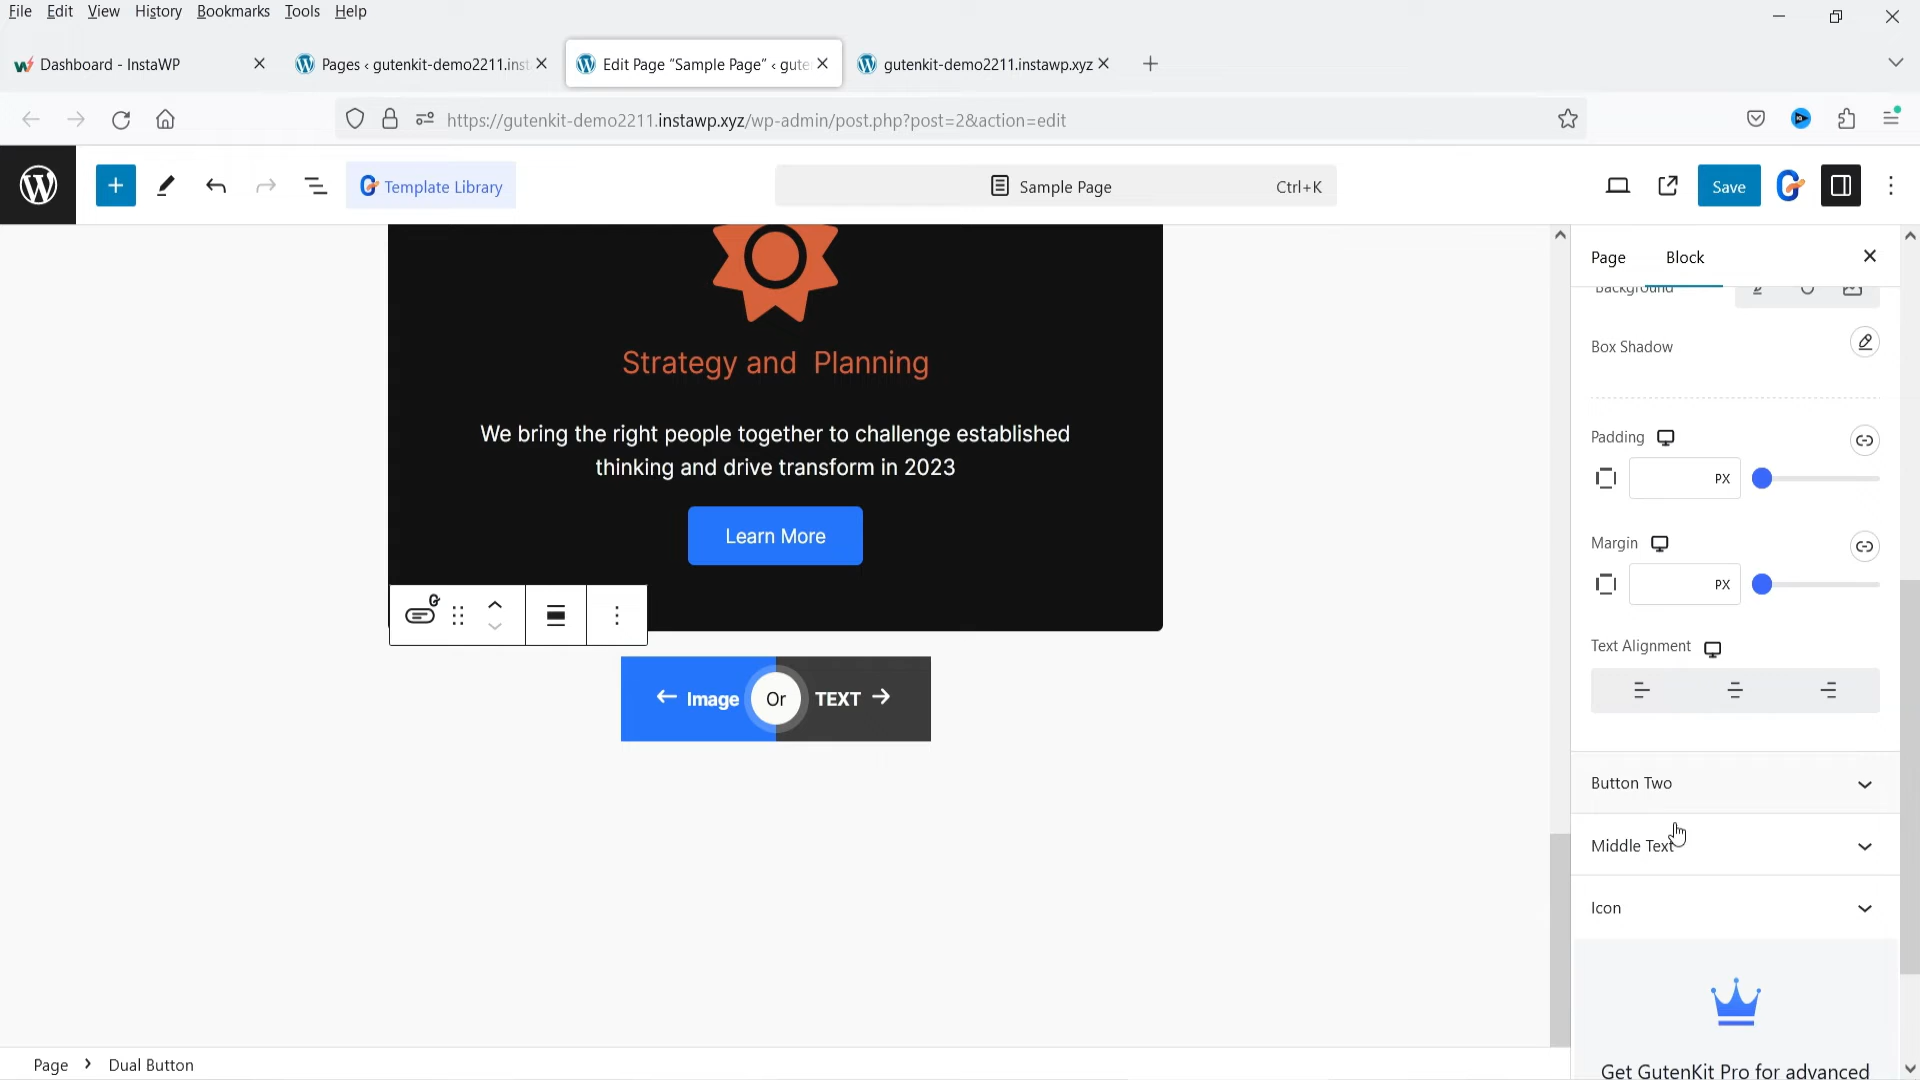 File Edit View History Bookmarks Tools Help
Dashboard - InstaWP
Pages ‹ gutenkit-demo2211.inst
Edit Page “Sample Page” ‹ gute
gutenkit-demo2211.instawp.xyz
https://gutenkit-demo2211.instawp.xyz/wp-admin/post.php?post=2&action=edit
Template Library
Sample Page
Ctrl+K
Save
Page
Block
Background
Box Shadow
Padding
PX
Margin
PX
Text Alignment
Button Two
Middle Text
Icon
Get GutenKit Pro for advanced
Strategy and Planning
We bring the right people together to challenge established
thinking and drive transform in 2023
Learn More
← Image Or TEXT →
Page › Dual Button